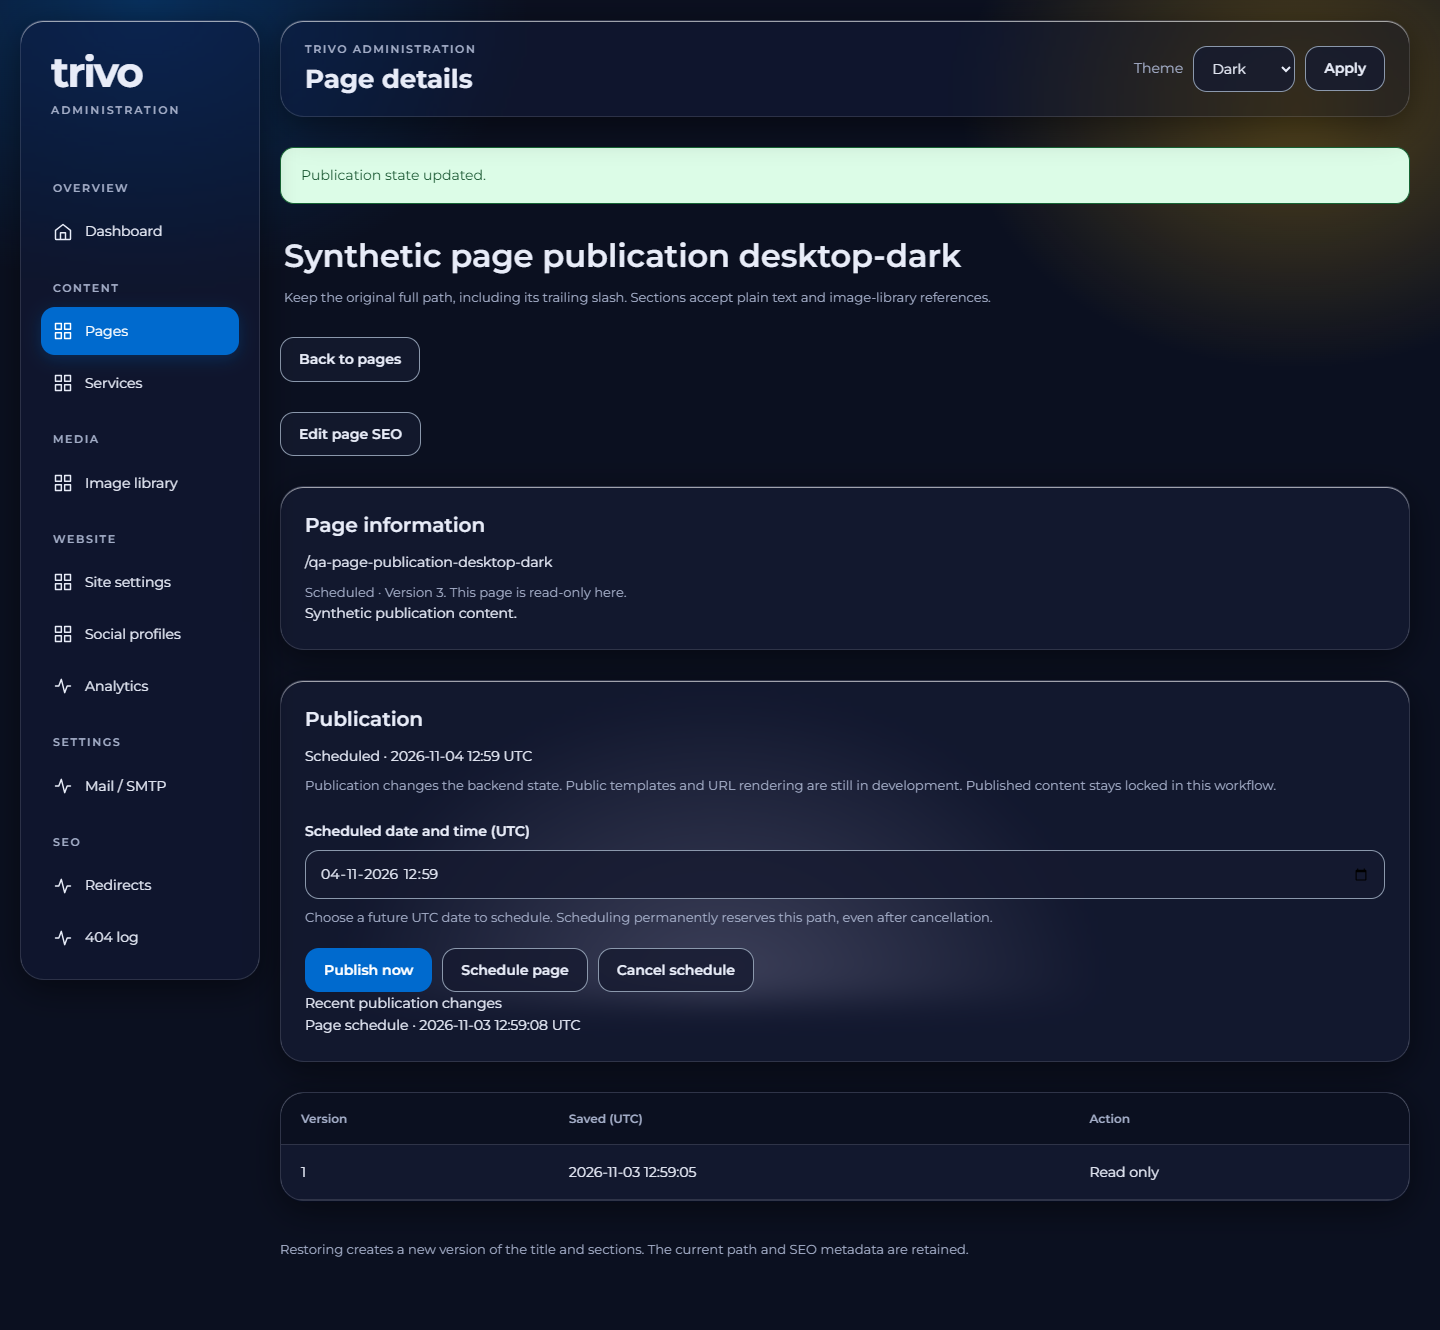 trivo
ADMINISTRATION
OVERVIEW
Dashboard
CONTENT
Pages
Services
MEDIA
Image library
WEBSITE
Site settings
Social profiles
Analytics
SETTINGS
Mail / SMTP
SEO
Redirects
404 log
TRIVO ADMINISTRATION
Page details
Theme
Dark
Apply
Publication state updated.
Synthetic page publication desktop-dark
Keep the original full path, including its trailing slash. Sections accept plain text and image-library references.
Back to pages
Edit page SEO
Page information
/qa-page-publication-desktop-dark
Scheduled · Version 3. This page is read-only here.
Synthetic publication content.
Publication
Scheduled · 2026-11-04 12:59 UTC
Publication changes the backend state. Public templates and URL rendering are still in development. Published content stays locked in this workflow.
Scheduled date and time (UTC)
04-11-2026 12:59
Choose a future UTC date to schedule. Scheduling permanently reserves this path, even after cancellation.
Publish now Schedule page Cancel schedule
Recent publication changes
Page schedule · 2026-11-03 12:59:08 UTC
Version Saved (UTC) Action
1 2026-11-03 12:59:05 Read only
Restoring creates a new version of the title and sections. The current path and SEO metadata are retained.